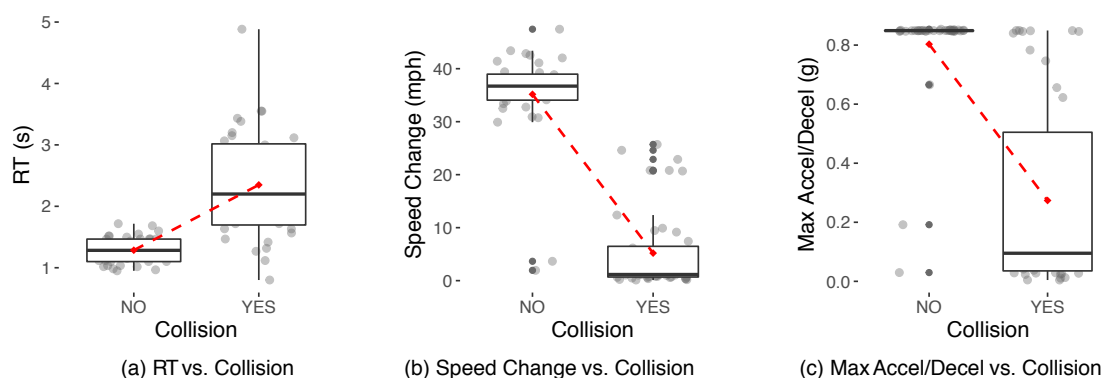 5
4
3
2
1
RT (s)
NO
YES
Collision
(a) RT vs. Collision
40
30
20
10
0
Speed Change (mph)
NO
YES
Collision
(b) Speed Change vs. Collision
0.8
0.6
0.4
0.2
0.0
Max Accel/Decel (g)
NO
YES
Collision
(c) Max Accel/Decel vs. Collision